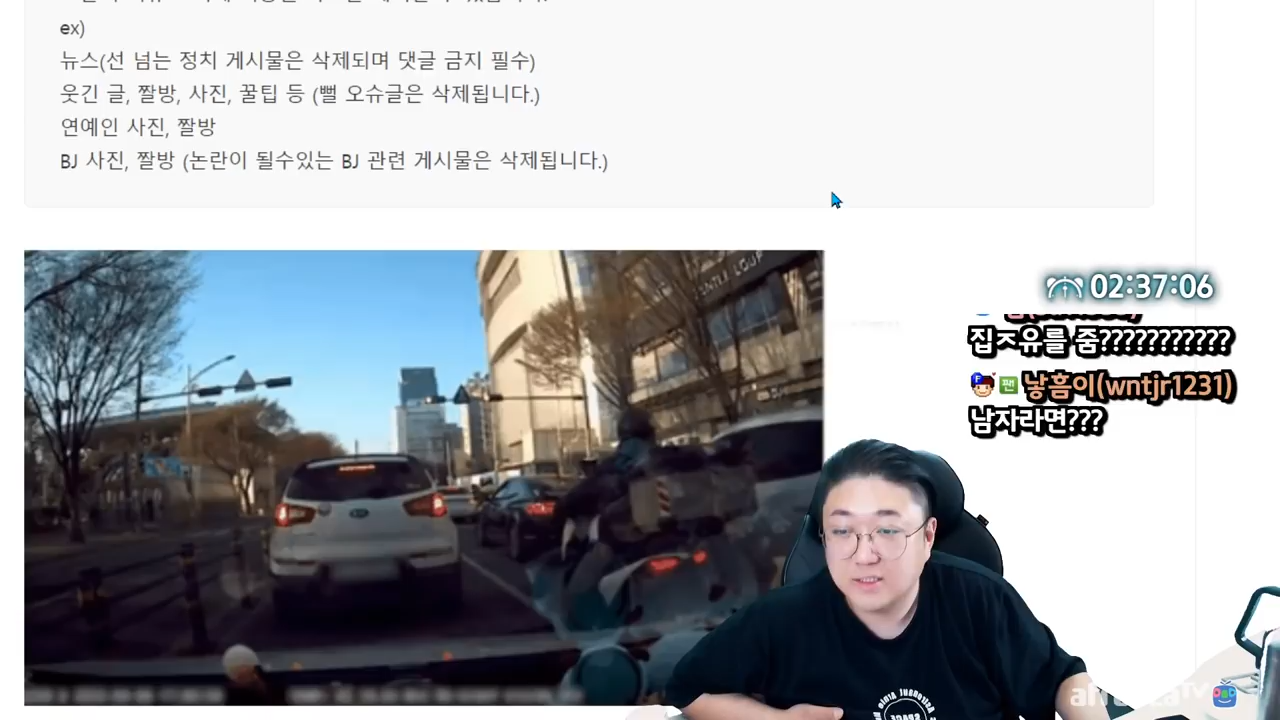 ex)
뉴스(선 넘는 정치 게시물은 삭제되며 댓글 금지 필수)
웃긴 글, 짤방, 사진, 꿀팁 등 (뻘 오슈글은 삭제됩니다.)
연예인 사진, 짤방
BJ 사진, 짤방 (논란이 될수있는 BJ 관련 게시물은 삭제됩니다.)
02:37:06
집ㅈ유를 줌???????????
낳흠이(wntjr1231)
남자라면???
afreecaTV